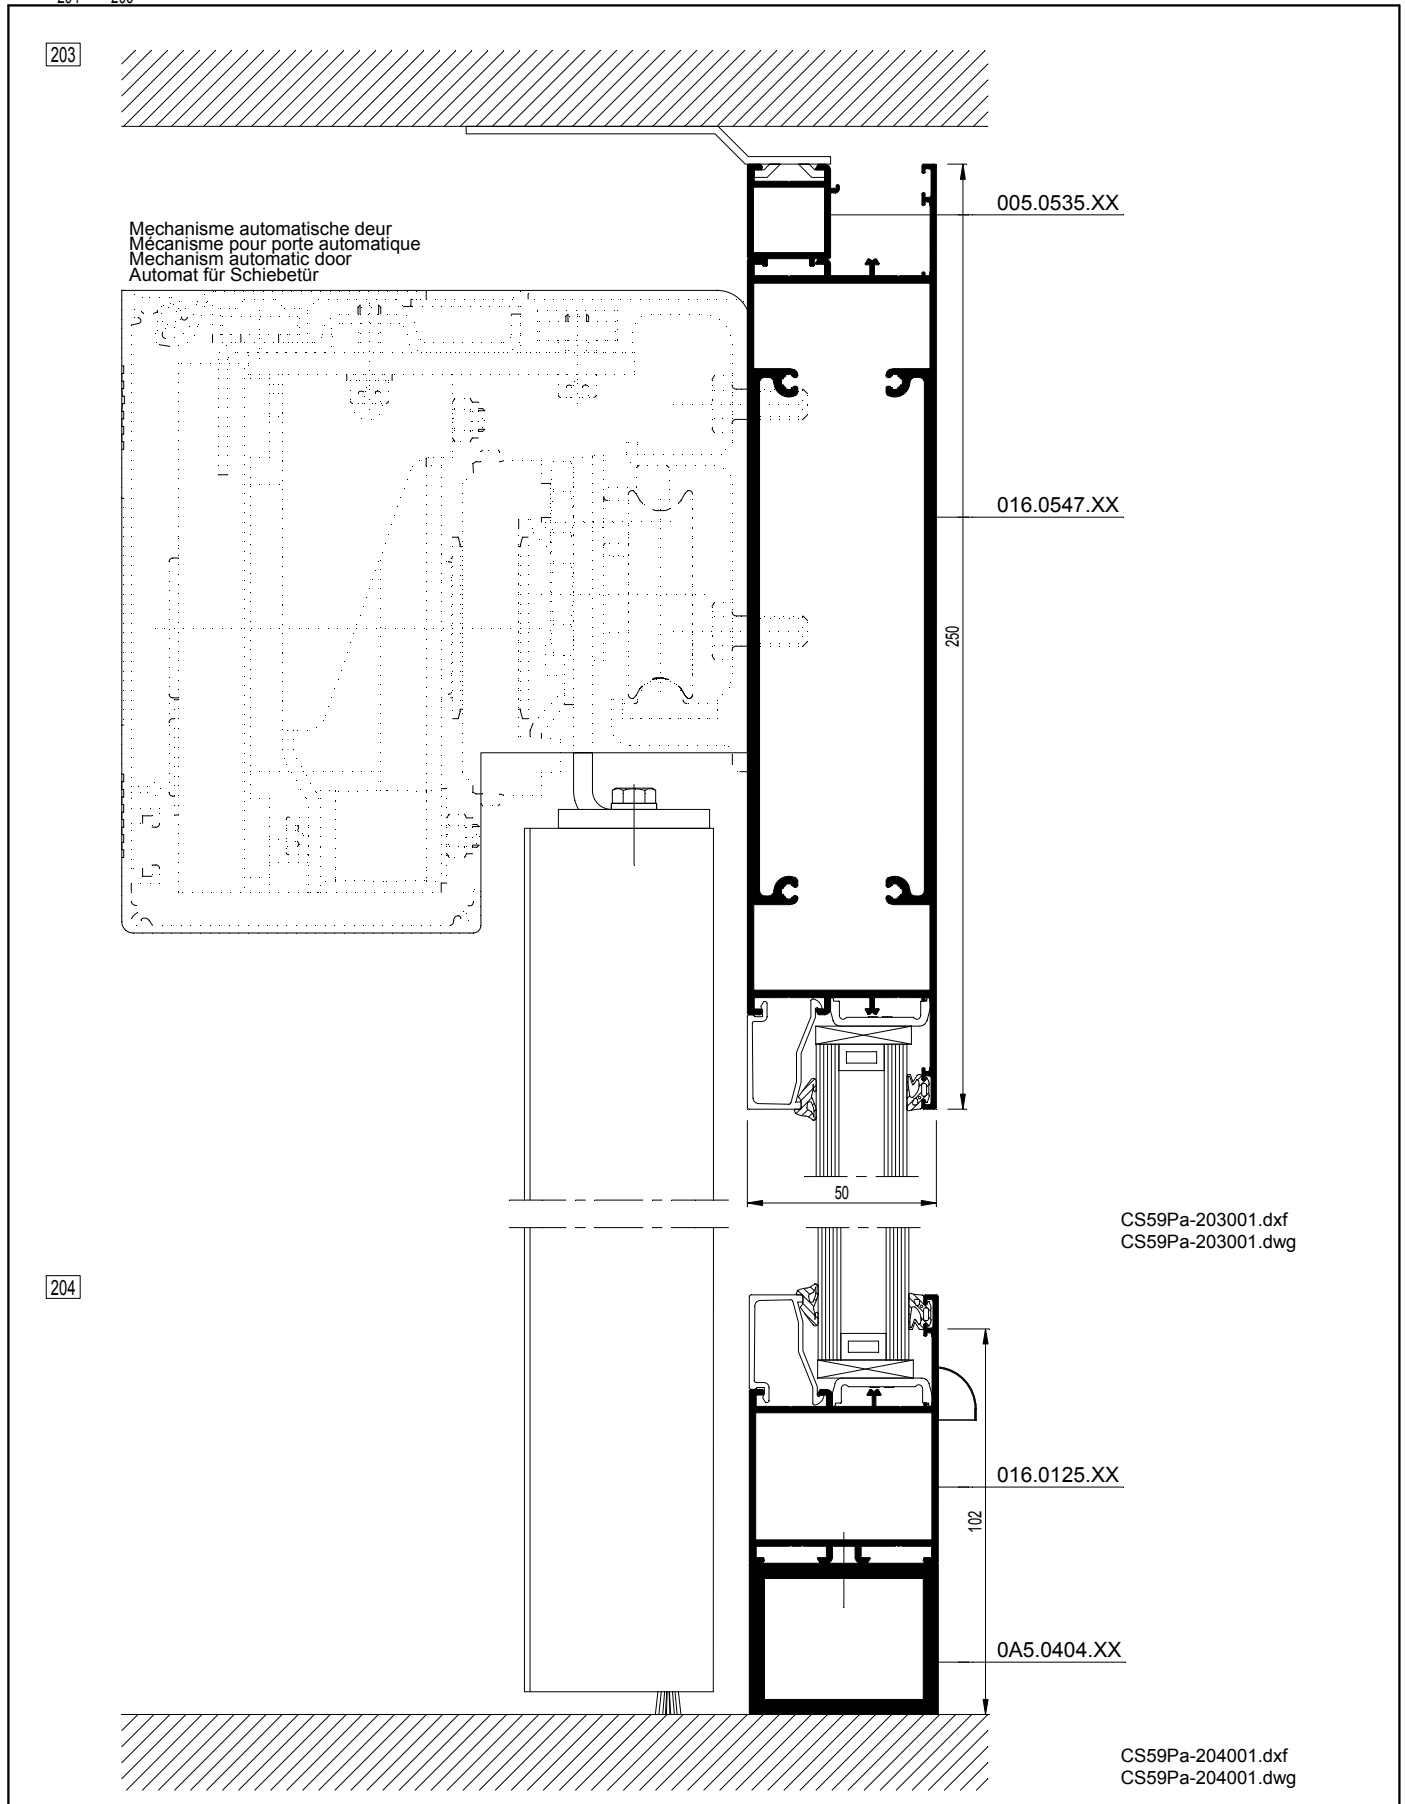 203
Mechanisme automatische deur
Mécanisme pour porte automatique
Mechanism automatic door
Automat für Schiebetür
005.0535.XX
016.0547.XX
250
50
CS59Pa-203001.dxf
CS59Pa-203001.dwg
204
016.0125.XX
102
0A5.0404.XX
CS59Pa-204001.dxf
CS59Pa-204001.dwg